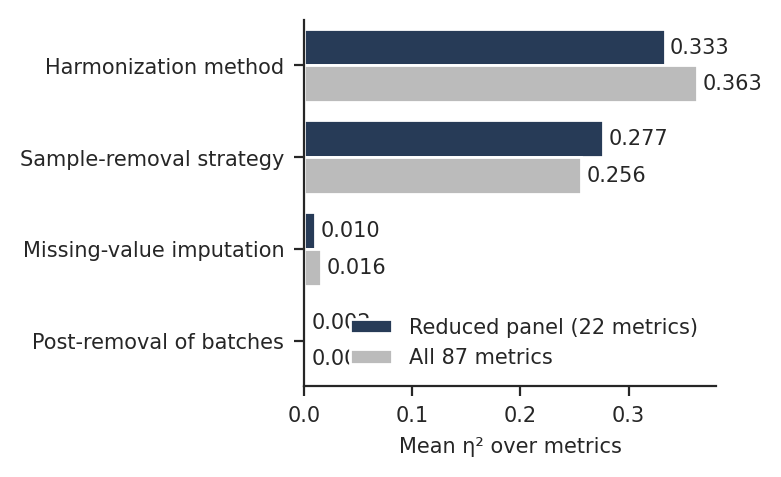 Harmonization method
0.333
0.363
Sample-removal strategy
0.277
0.256
Missing-value imputation
0.010
0.016
Post-removal of batches
Reduced panel (22 metrics)
All 87 metrics
0.0 0.1 0.2 0.3
Mean η² over metrics